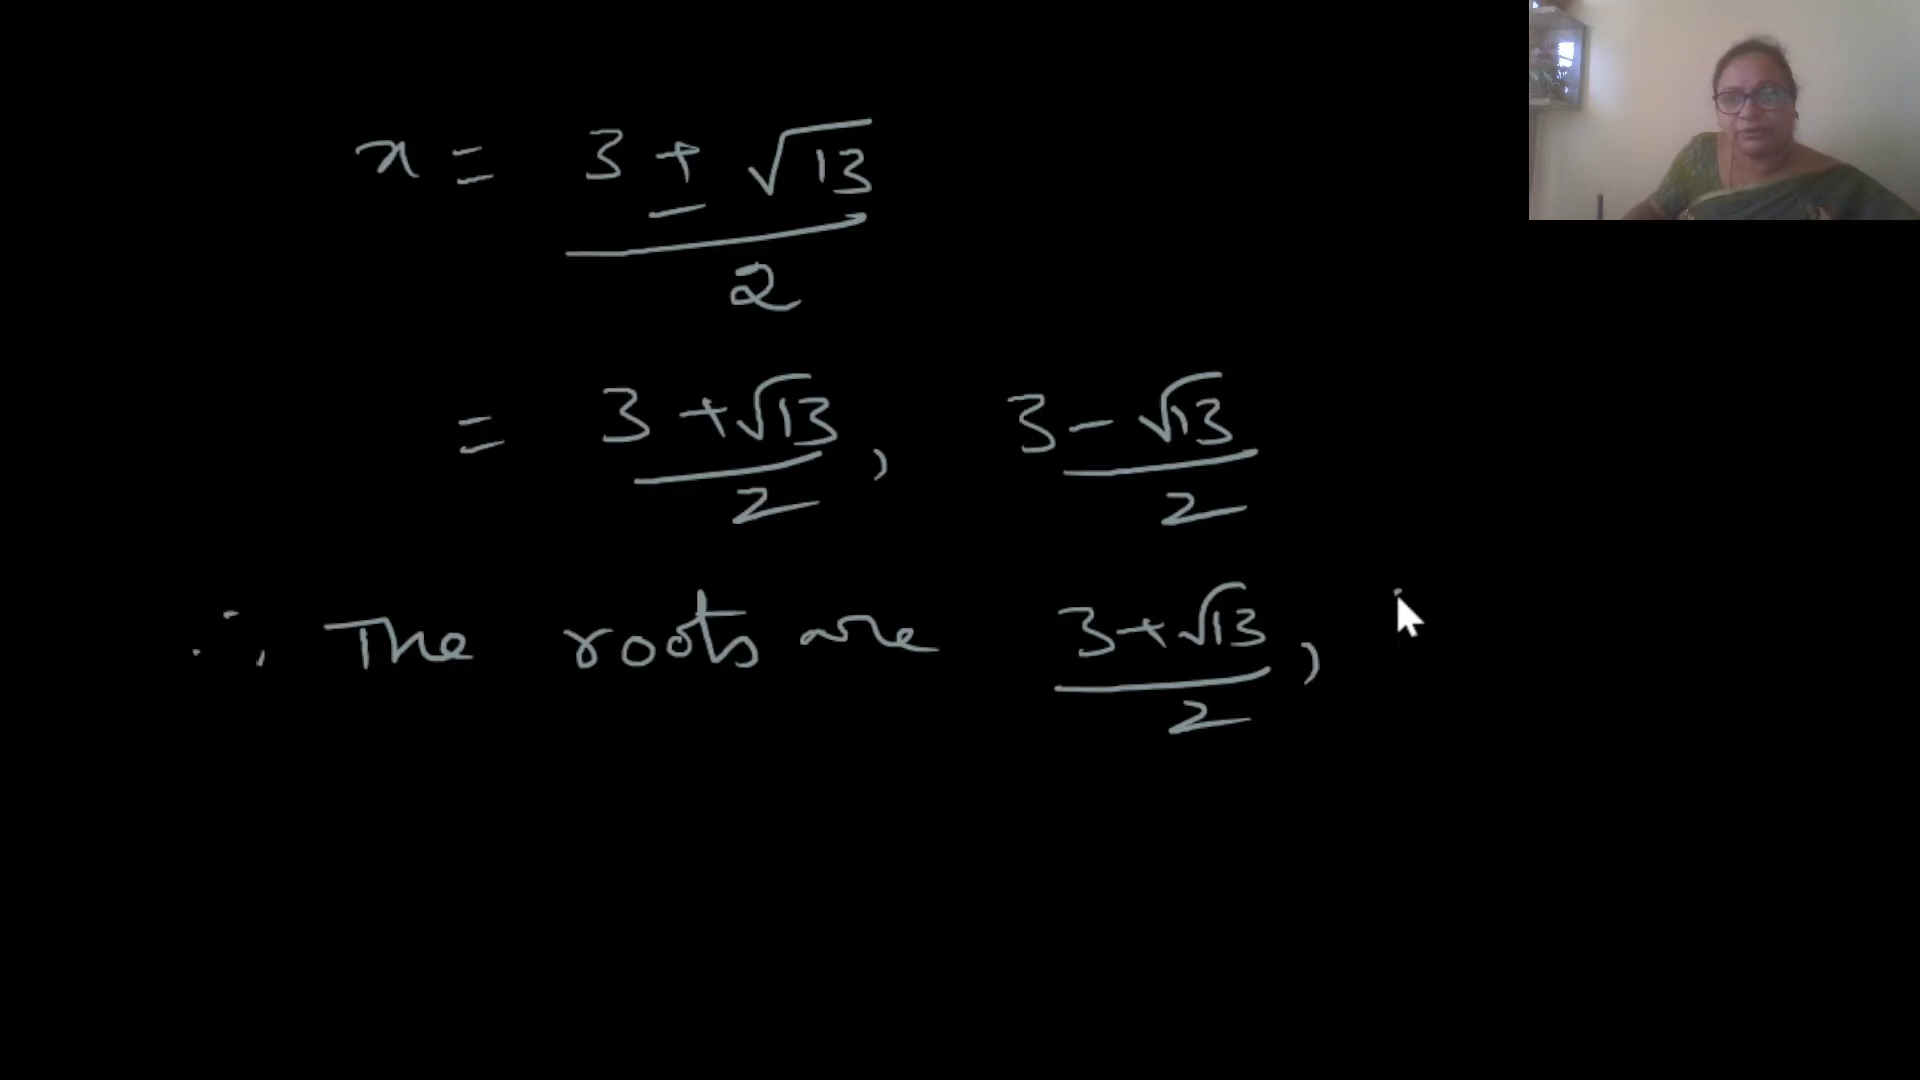 x = (3 ± √13)/2
= (3 + √13)/2 , (3 - √13)/2
∴ The roots are (3 + √13)/2 ,